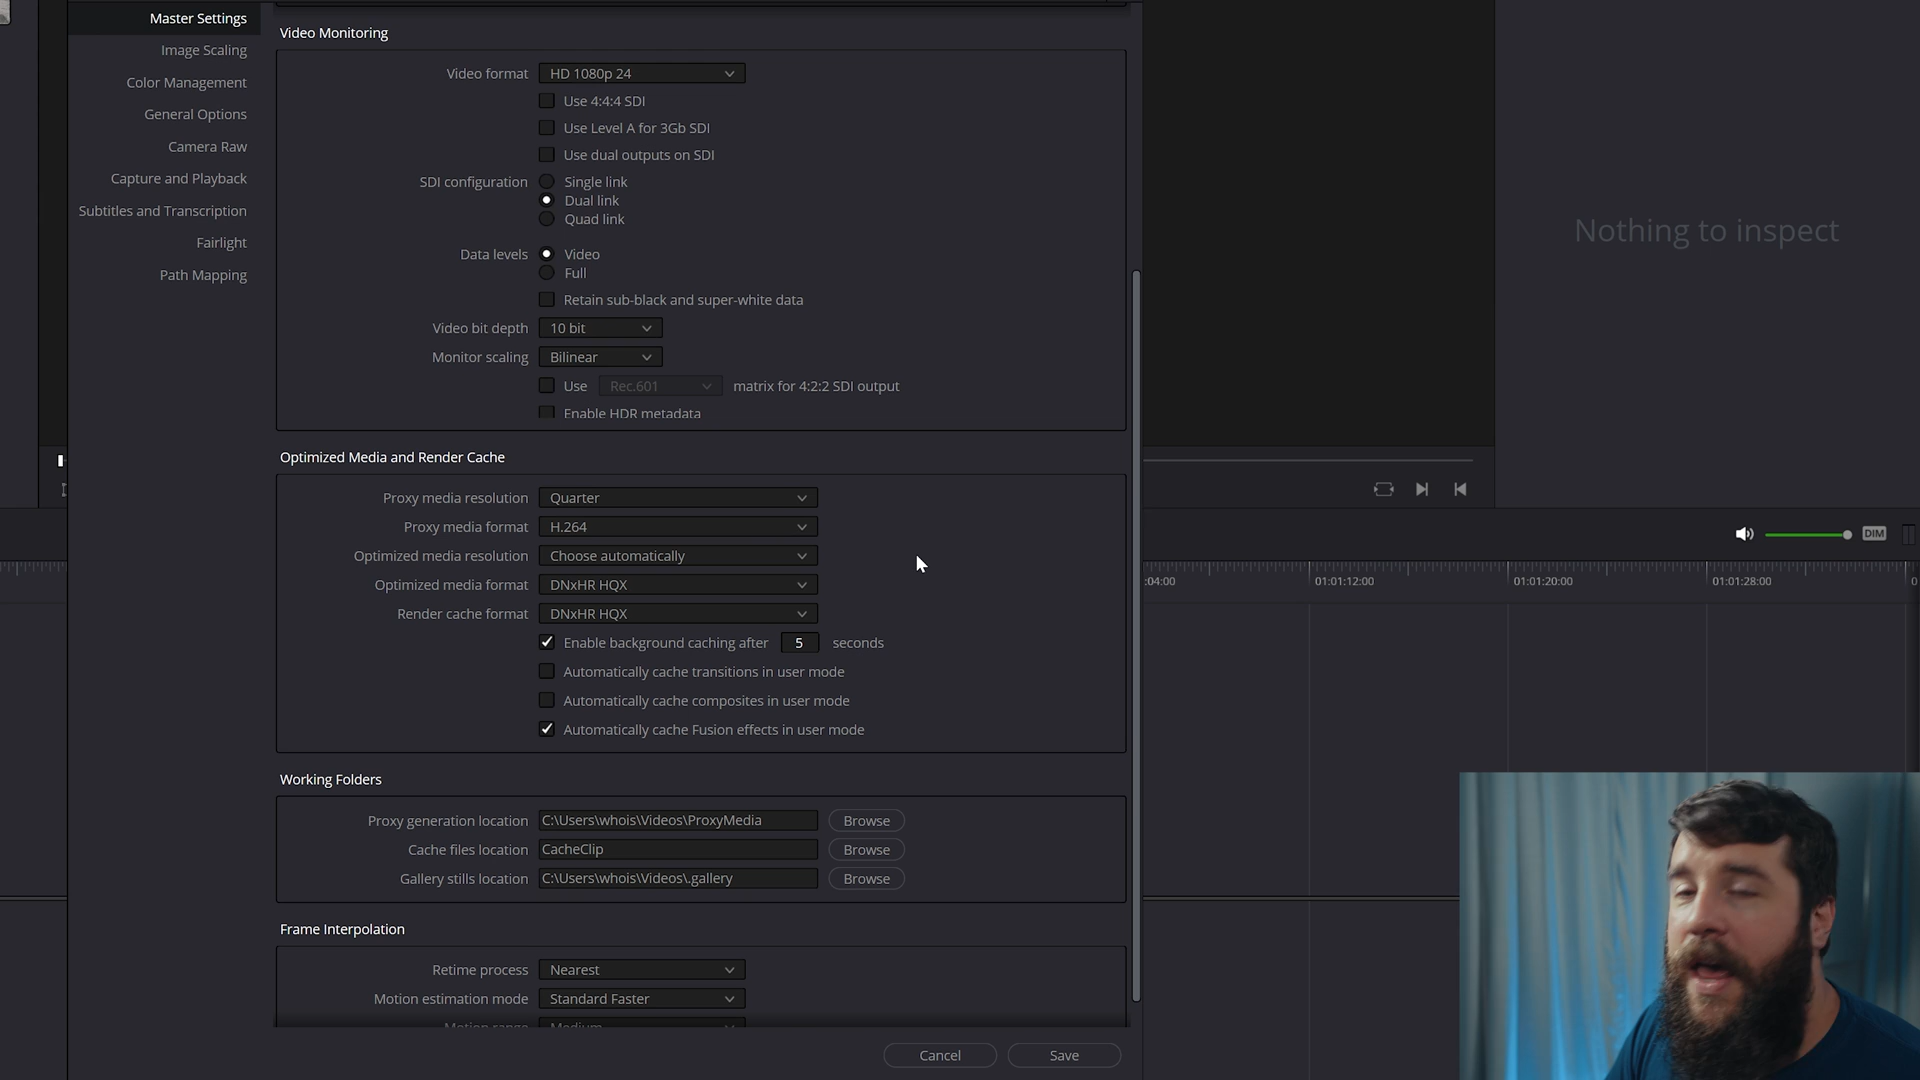 Master Settings
Image Scaling
Color Management
General Options
Camera Raw
Capture and Playback
Subtitles and Transcription
Fairlight
Path Mapping
Video Monitoring
Video format HD 1080p 24
Use 4:4:4 SDI
Use Level A for 3Gb SDI
Use dual outputs on SDI
SDI configuration Single link
Dual link
Quad link
Data levels Video
Full
Retain sub-black and super-white data
Video bit depth 10 bit
Monitor scaling Bilinear
Use Rec.601 matrix for 4:2:2 SDI output
Enable HDR metadata
Optimized Media and Render Cache
Proxy media resolution Quarter
Proxy media format H.264
Optimized media resolution Choose automatically
Optimized media format DNxHR HQX
Render cache format DNxHR HQX
Enable background caching after 5 seconds
Automatically cache transitions in user mode
Automatically cache composites in user mode
Automatically cache Fusion effects in user mode
Working Folders
Proxy generation location C:\Users\whois\Videos\ProxyMedia Browse
Cache files location CacheClip Browse
Gallery stills location C:\Users\whois\Videos\.gallery Browse
Frame Interpolation
Retime process Nearest
Motion estimation mode Standard Faster
Motion range Medium
Cancel Save
Nothing to inspect
DIM
:04:00 01:01:12:00 01:01:20:00 01:01:28:00 0